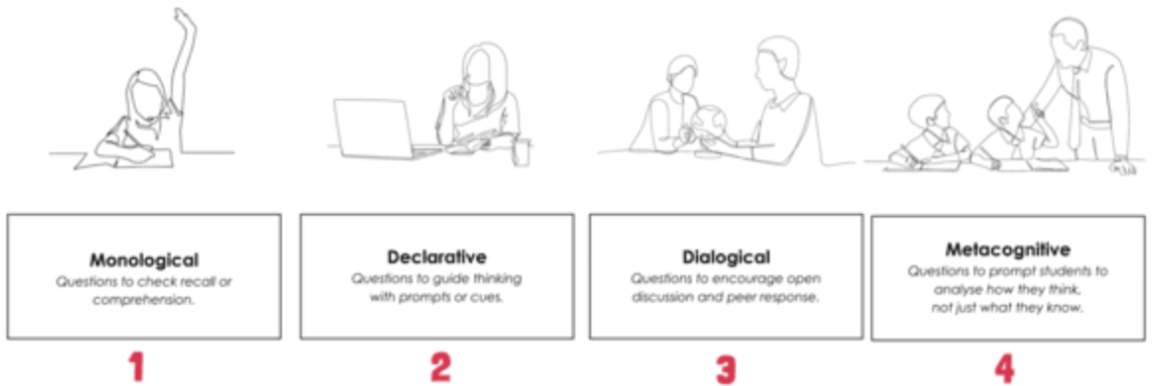 Monological
Questions to check recall or
comprehension.
Declarative
Questions to guide thinking
with prompts or cues.
Dialogical
Questions to encourage open
discussion and peer response.
Metacognitive
Questions to prompt students to
analyse how they think,
not just what they know.
1
2
3
4